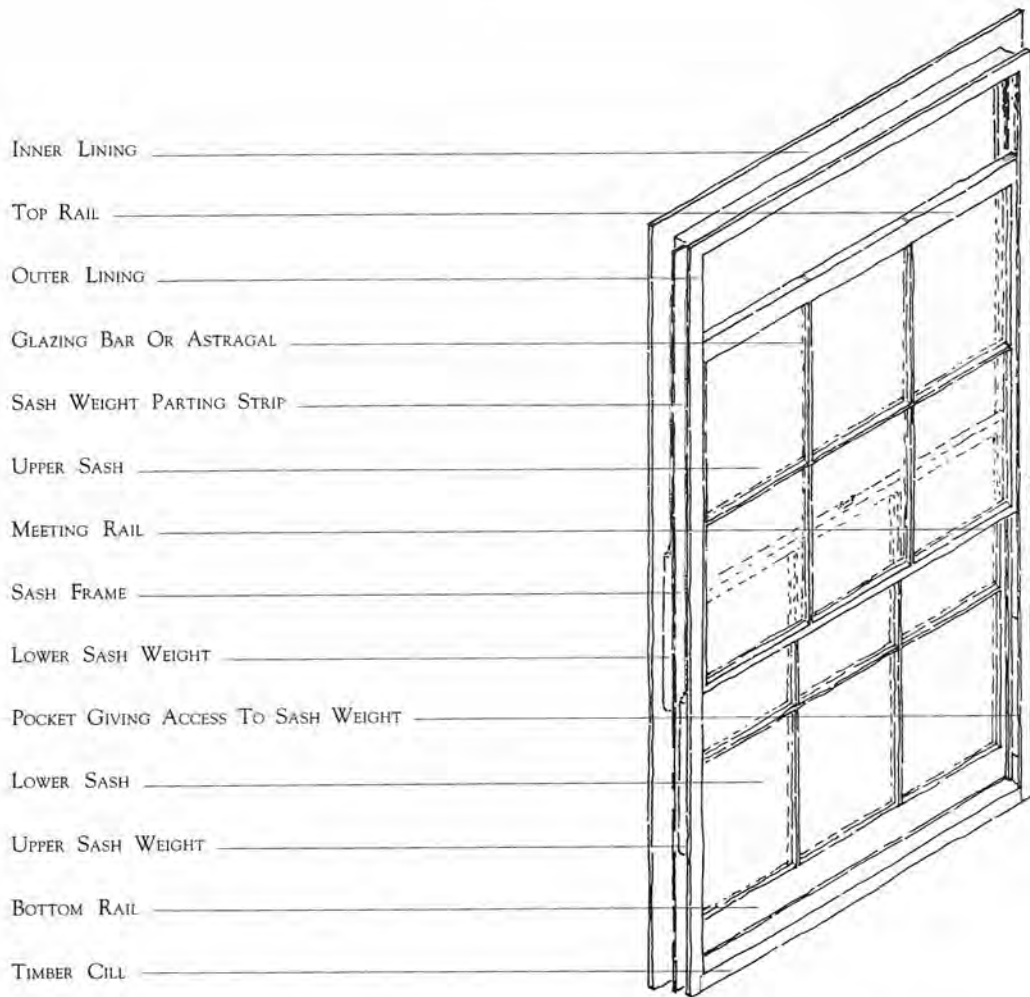 Inner Lining
Top Rail
Outer Lining
Glazing Bar Or Astragal
Sash Weight Parting Strip
Upper Sash
Meeting Rail
Sash Frame
Lower Sash Weight
Pocket Giving Access To Sash Weight
Lower Sash
Upper Sash Weight
Bottom Rail
Timber Cill